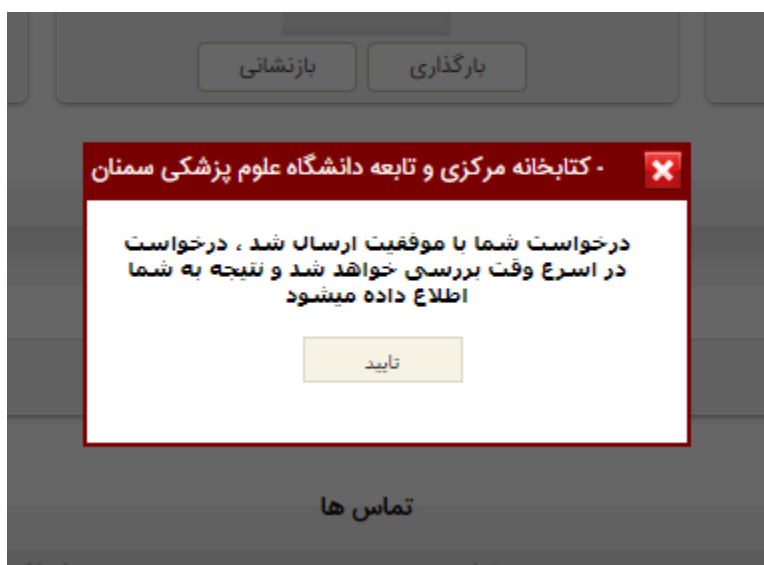 بارگذاری
بازنشانی
- کتابخانه مرکزی و تابعه دانشگاه علوم پزشکی سمنان
درخواست شما با موفقیت ارسال شد ، درخواست
در اسرع وقت بررسی خواهد شد و نتیجه به شما
اطلاع داده میشود
تایید
تماس ها